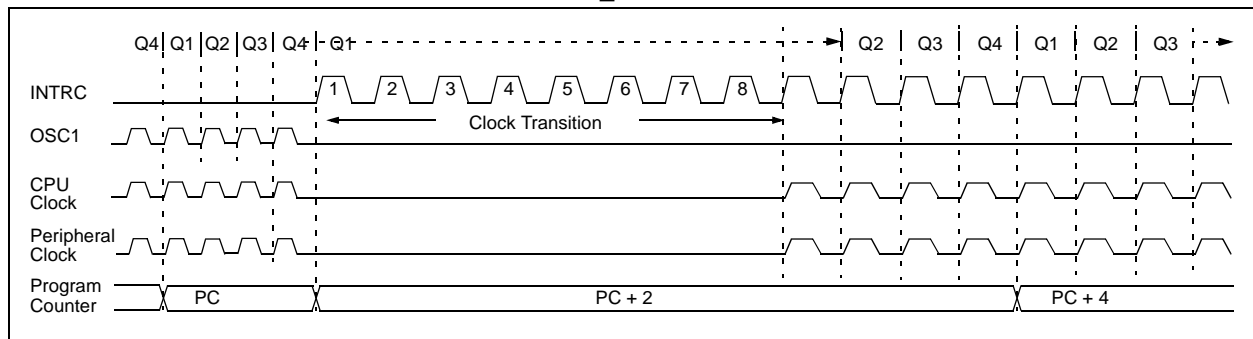 Q4 Q1 Q2 Q3 Q4 Q1 Q2 Q3 Q4 Q1 Q2 Q3
INTRC
1 2 3 4 5 6 7 8
Clock Transition
OSC1
CPU
Clock
Peripheral
Clock
Program
Counter
PC PC + 2 PC + 4